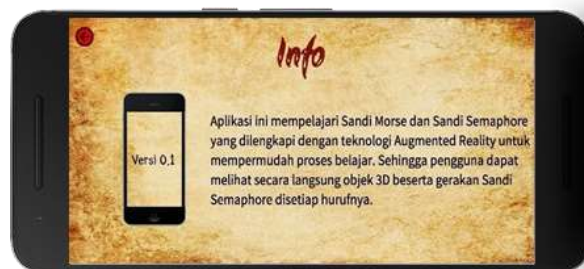 Info
Versi 0.1
Aplikasi ini mempelajari Sandi Morse dan Sandi Semaphore
yang dilengkapi dengan teknologi Augmented Reality untuk
mempermudah proses belajar. Sehingga pengguna dapat
melihat secara langsung objek 3D beserta gerakan Sandi
Semaphore disetiap hurufnya.